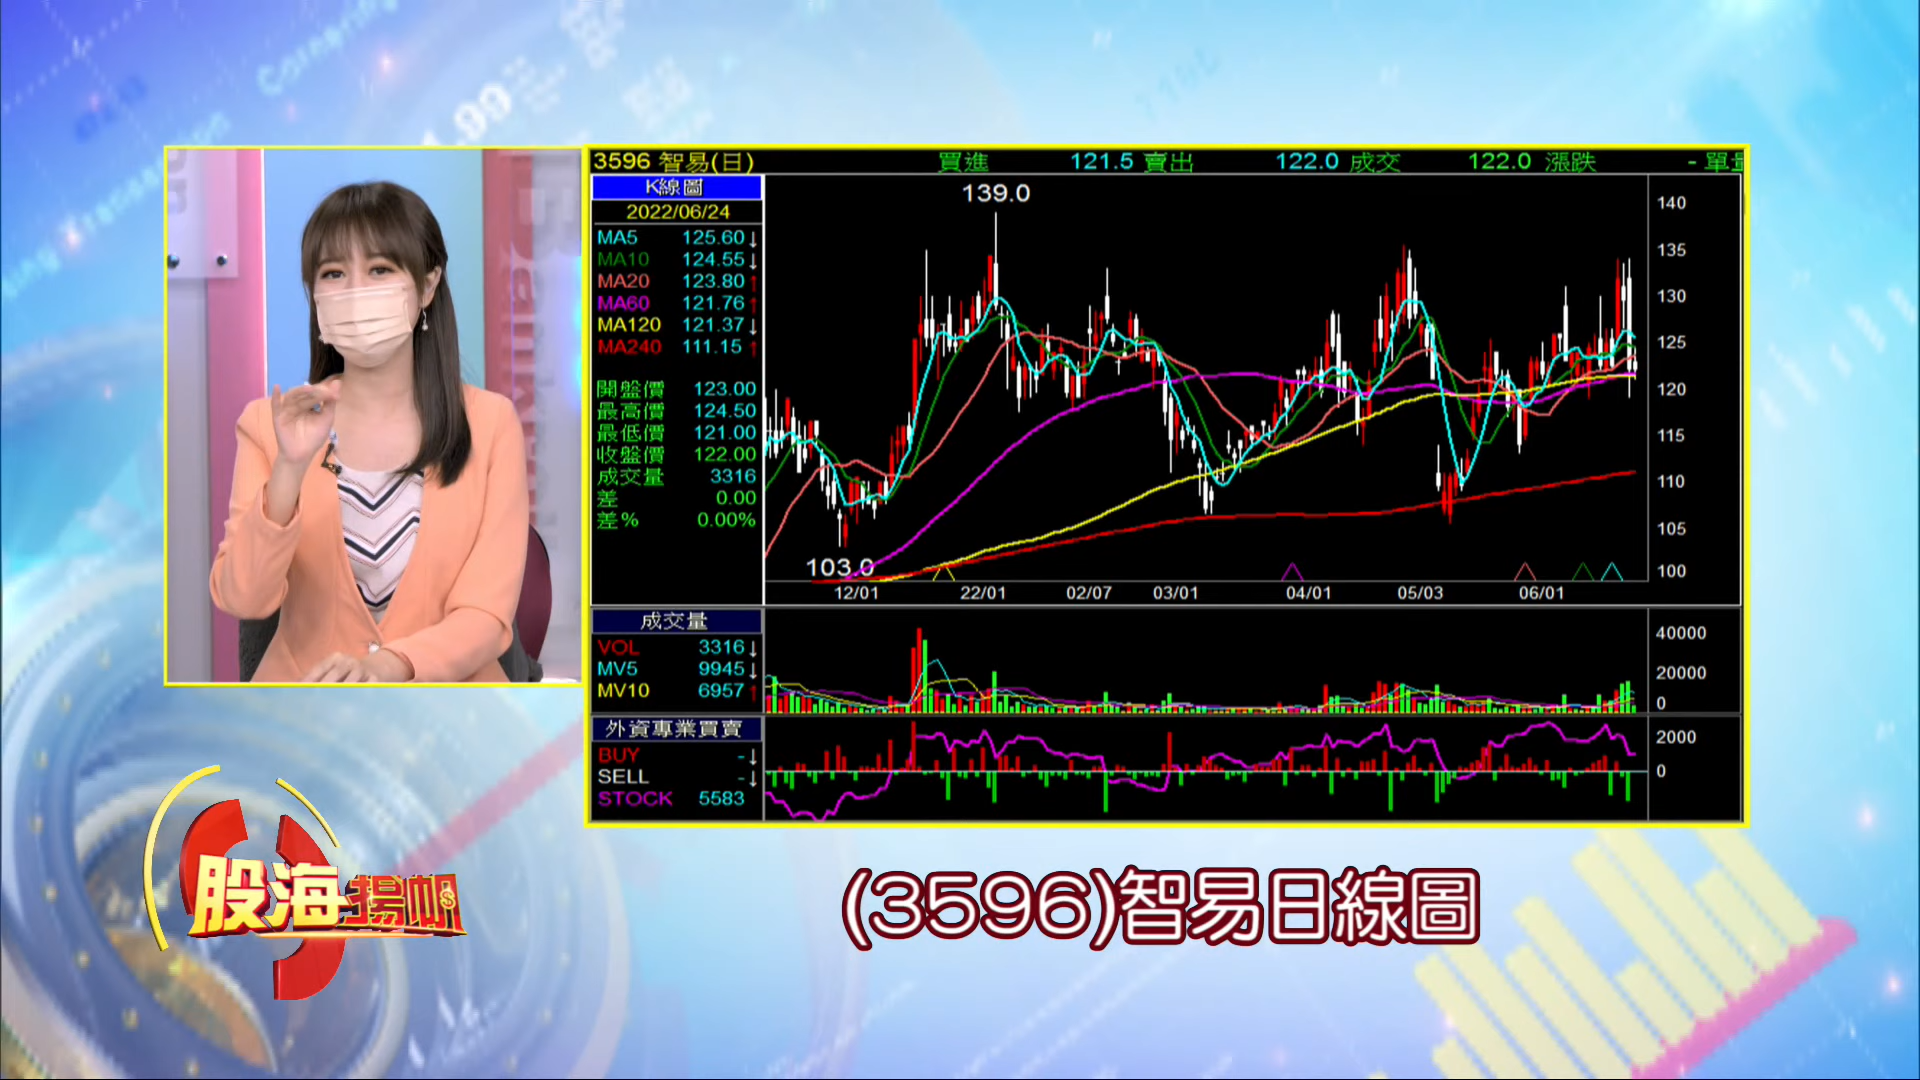 3596 智易(日) 買進 121.5 賣出 122.0 成交 122.0 漲跌 - 單量
K線圖
2022/06/24
MA5 125.60↓
MA10 124.55↓
MA20 123.80↑
MA60 121.76↑
MA120 121.37↓
MA240 111.15↑
開盤價 123.00
最高價 124.50
最低價 121.00
收盤價 122.00
成交量 3316
差 0.00
差% 0.00%
139.0
103.0
140
135
130
125
120
115
110
105
100
12/01 22/01 02/07 03/01 04/01 05/03 06/01
成交量
VOL 3316↓
MV5 9945↓
MV10 6957↑
40000
20000
0
外資專業買賣
BUY -↓
SELL -↓
STOCK 5583
2000
0
股海揚帆
(3596)智易日線圖